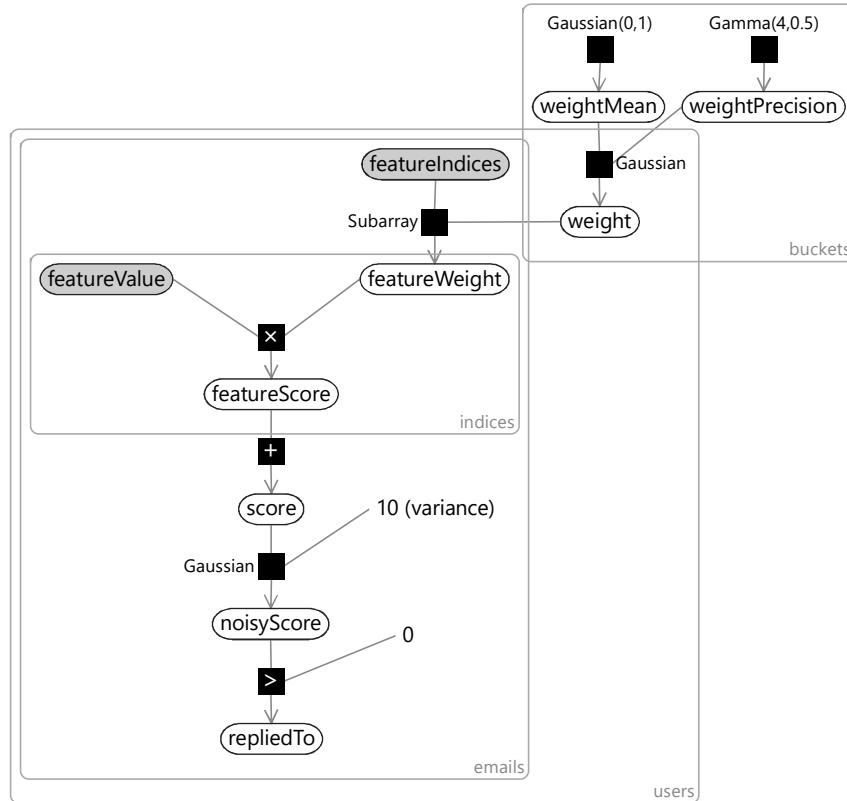 Gaussian(0,1)
Gamma(4,0.5)
weightMean
weightPrecision
featureIndices
Gaussian
Subarray
weight
buckets
featureValue
featureWeight
×
featureScore
indices
+
score
10 (variance)
Gaussian
noisyScore
0
>
repliedTo
emails
users